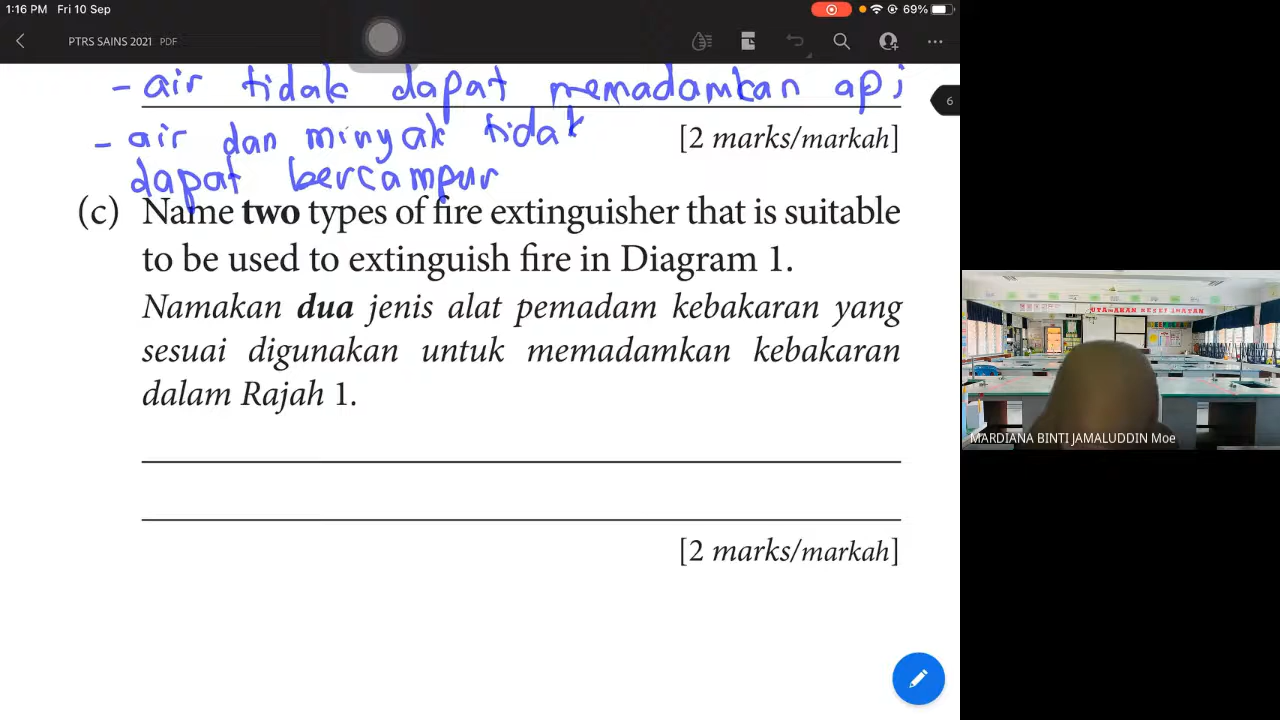 1:16 PM Fri 10 Sep
69%
PTRS SAINS 2021 PDF
- air tidak dapat memadamkan api
6
- air dan minyak tidak
[2 marks/markah]
dapat bercampur
(c) Name two types of fire extinguisher that is suitable
to be used to extinguish fire in Diagram 1.
Namakan dua jenis alat pemadam kebakaran yang
sesuai digunakan untuk memadamkan kebakaran
dalam Rajah 1.
[2 marks/markah]
MARDIANA BINTI JAMALUDDIN Moe